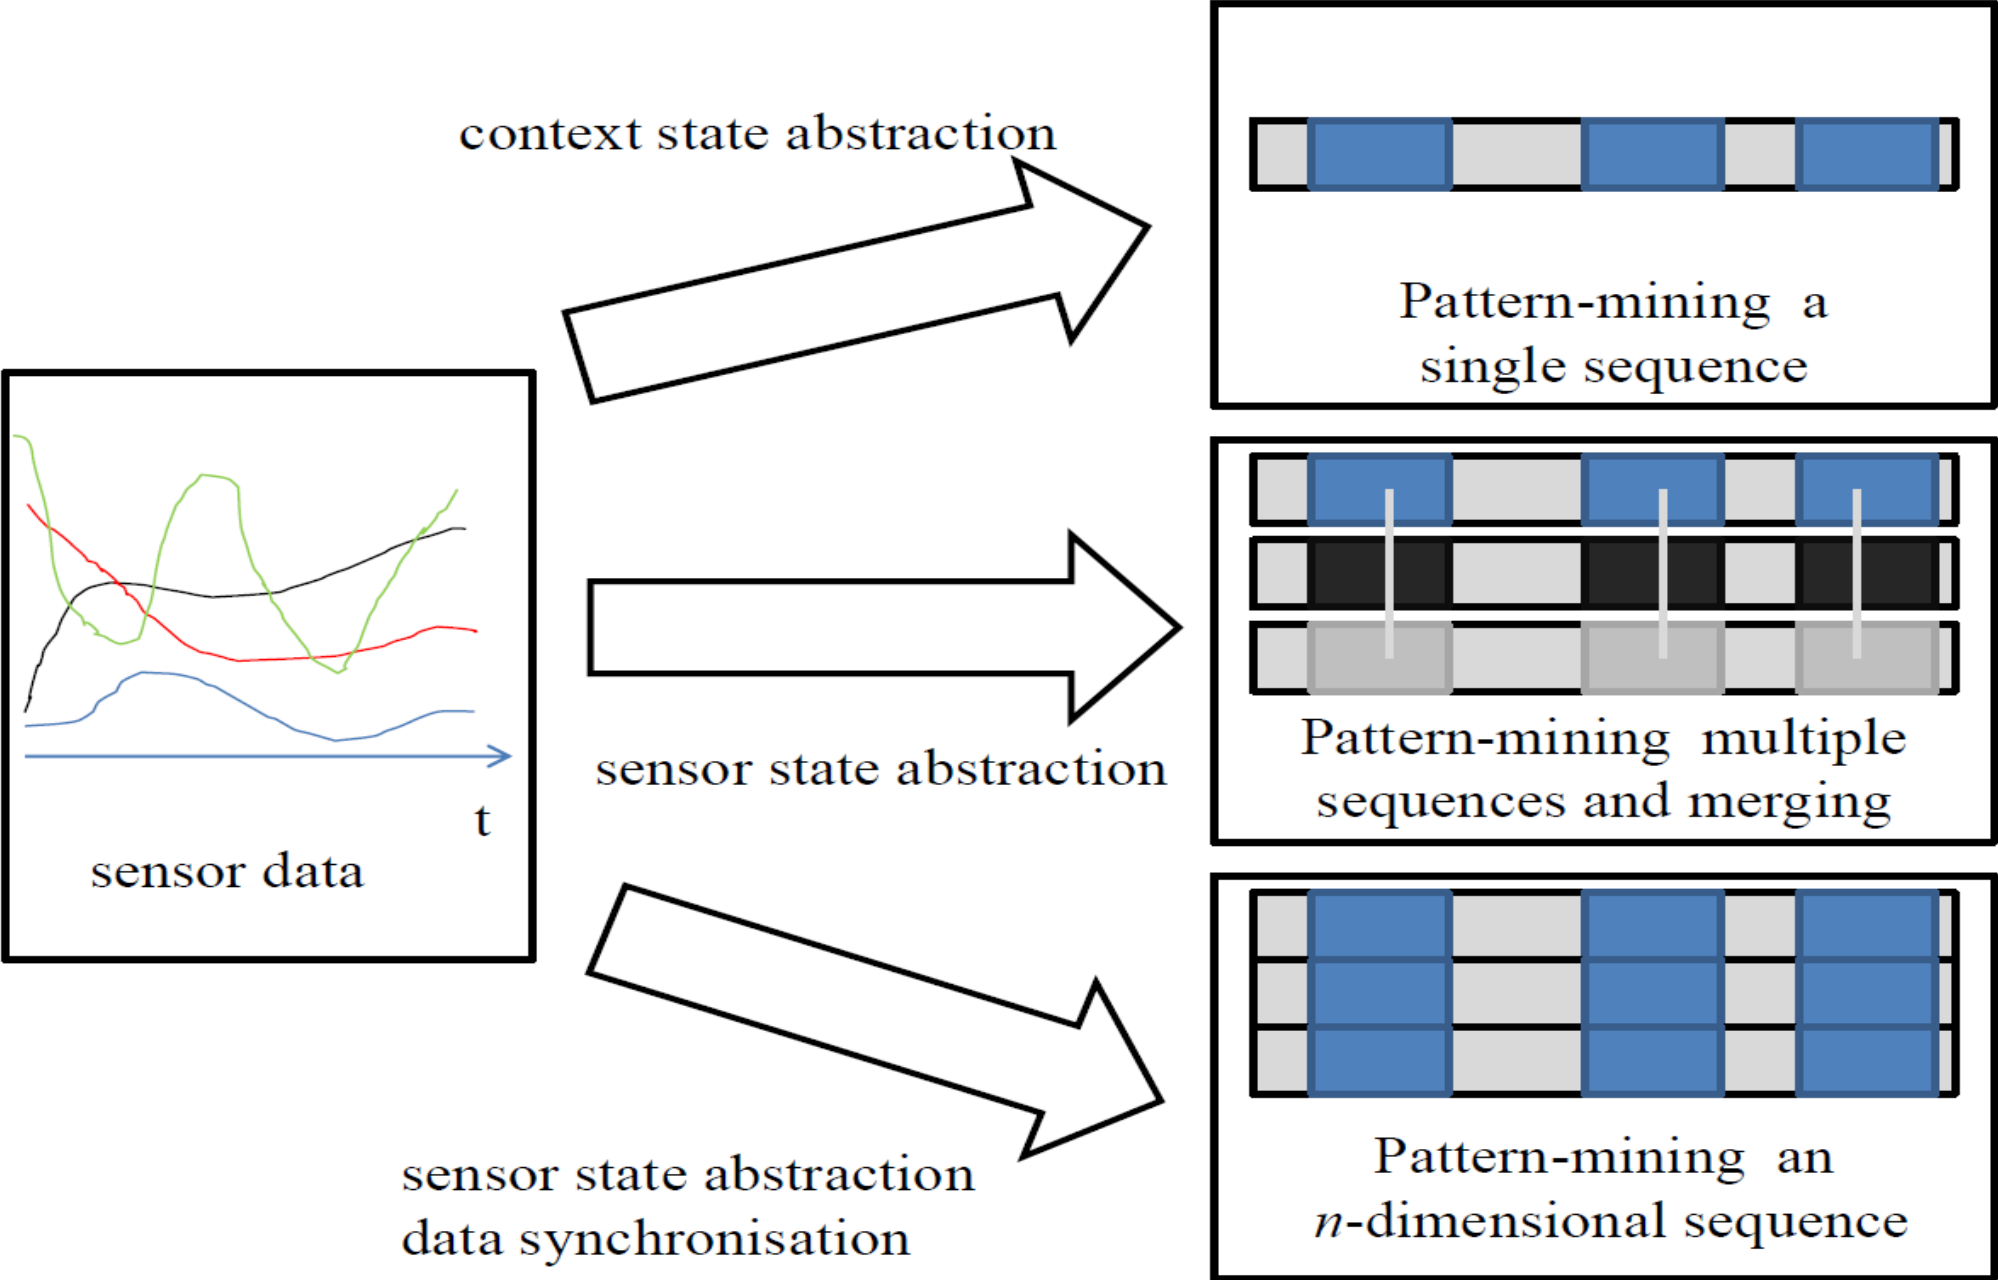 context state abstraction
Pattern-mining a
single sequence
t
sensor data
sensor state abstraction
Pattern-mining multiple
sequences and merging
sensor state abstraction
data synchronisation
Pattern-mining an
n-dimensional sequence